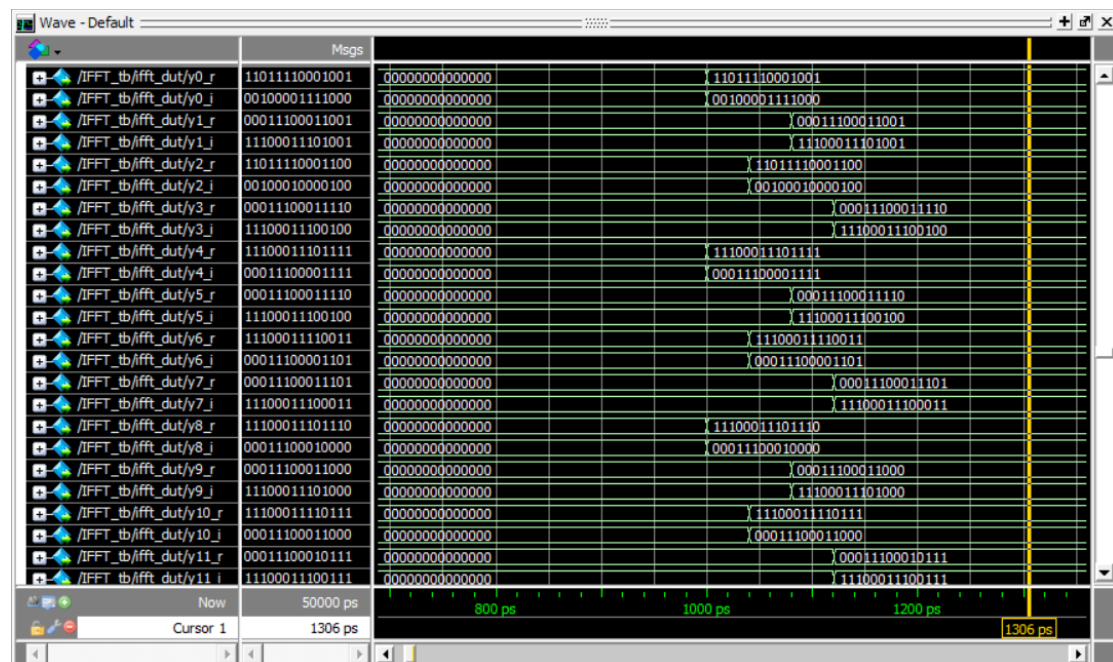 Wave - Default
Msgs
/IFFT_tb/ifft_dut/y0_r 11011110001001 00000000000000 11011110001001
/IFFT_tb/ifft_dut/y0_i 00100001111000 00000000000000 00100001111000
/IFFT_tb/ifft_dut/y1_r 00011100011001 00000000000000 00011100011001
/IFFT_tb/ifft_dut/y1_i 11100011101001 00000000000000 11100011101001
/IFFT_tb/ifft_dut/y2_r 11011110001100 00000000000000 11011110001100
/IFFT_tb/ifft_dut/y2_i 00100010000100 00000000000000 00100010000100
/IFFT_tb/ifft_dut/y3_r 00011100011110 00000000000000 00011100011110
/IFFT_tb/ifft_dut/y3_i 11100011100100 00000000000000 11100011100100
/IFFT_tb/ifft_dut/y4_r 11100011101111 00000000000000 11100011101111
/IFFT_tb/ifft_dut/y4_i 00011100001111 00000000000000 00011100001111
/IFFT_tb/ifft_dut/y5_r 00011100011110 00000000000000 00011100011110
/IFFT_tb/ifft_dut/y5_i 11100011100100 00000000000000 11100011100100
/IFFT_tb/ifft_dut/y6_r 11100011110011 00000000000000 11100011110011
/IFFT_tb/ifft_dut/y6_i 00011100001101 00000000000000 00011100001101
/IFFT_tb/ifft_dut/y7_r 00011100011101 00000000000000 00011100011101
/IFFT_tb/ifft_dut/y7_i 11100011100011 00000000000000 11100011100011
/IFFT_tb/ifft_dut/y8_r 11100011101110 00000000000000 11100011101110
/IFFT_tb/ifft_dut/y8_i 00011100010000 00000000000000 00011100010000
/IFFT_tb/ifft_dut/y9_r 00011100011000 00000000000000 00011100011000
/IFFT_tb/ifft_dut/y9_i 11100011101000 00000000000000 11100011101000
/IFFT_tb/ifft_dut/y10_r 11100011110111 00000000000000 11100011110111
/IFFT_tb/ifft_dut/y10_i 00011100011000 00000000000000 00011100011000
/IFFT_tb/ifft_dut/y11_r 00011100010111 00000000000000 00011100010111
/IFFT_tb/ifft_dut/y11_i 11100011100111 00000000000000 11100011100111
Now 50000 ps 800 ps 1000 ps 1200 ps
Cursor 1 1306 ps 1306 ps